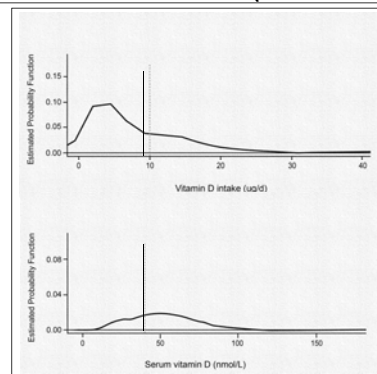 Estimated Probability Function
0.15
0.10
0.05
0.00
0 10 20 30 40
Vitamin D intake (ug/d)
Estimated Probability Function
0.08
0.04
0.00
0 50 100 150
Serum vitamin D (nmol/L)